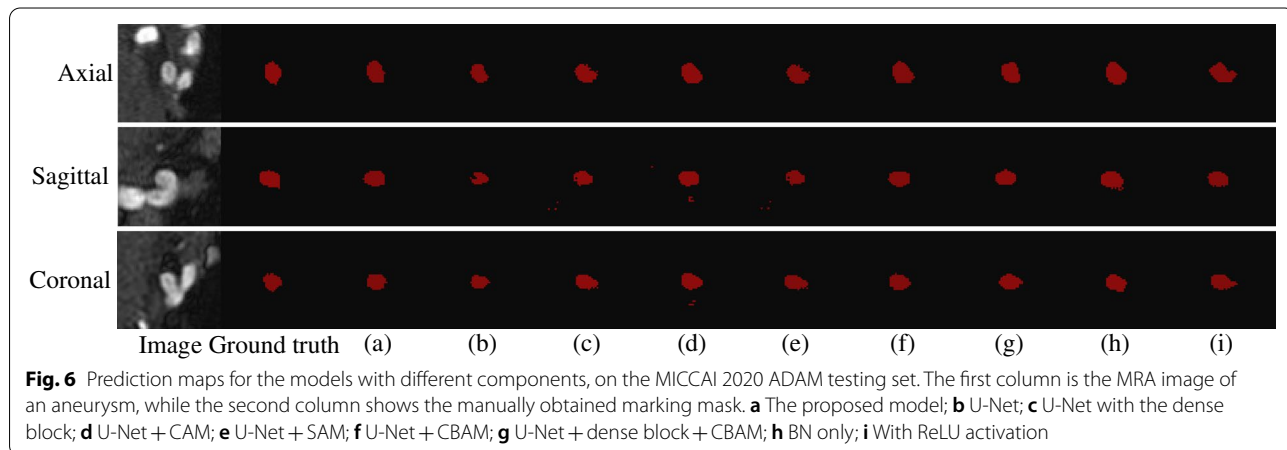 Axial
Sagittal
Coronal
Image Ground truth (a) (b) (c) (d) (e) (f) (g) (h) (i)
Fig. 6 Prediction maps for the models with different components, on the MICCAI 2020 ADAM testing set. The first column is the MRA image of
an aneurysm, while the second column shows the manually obtained marking mask. a The proposed model; b U-Net; c U-Net with the dense
block; d U-Net + CAM; e U-Net + SAM; f U-Net + CBAM; g U-Net + dense block + CBAM; h BN only; i With ReLU activation